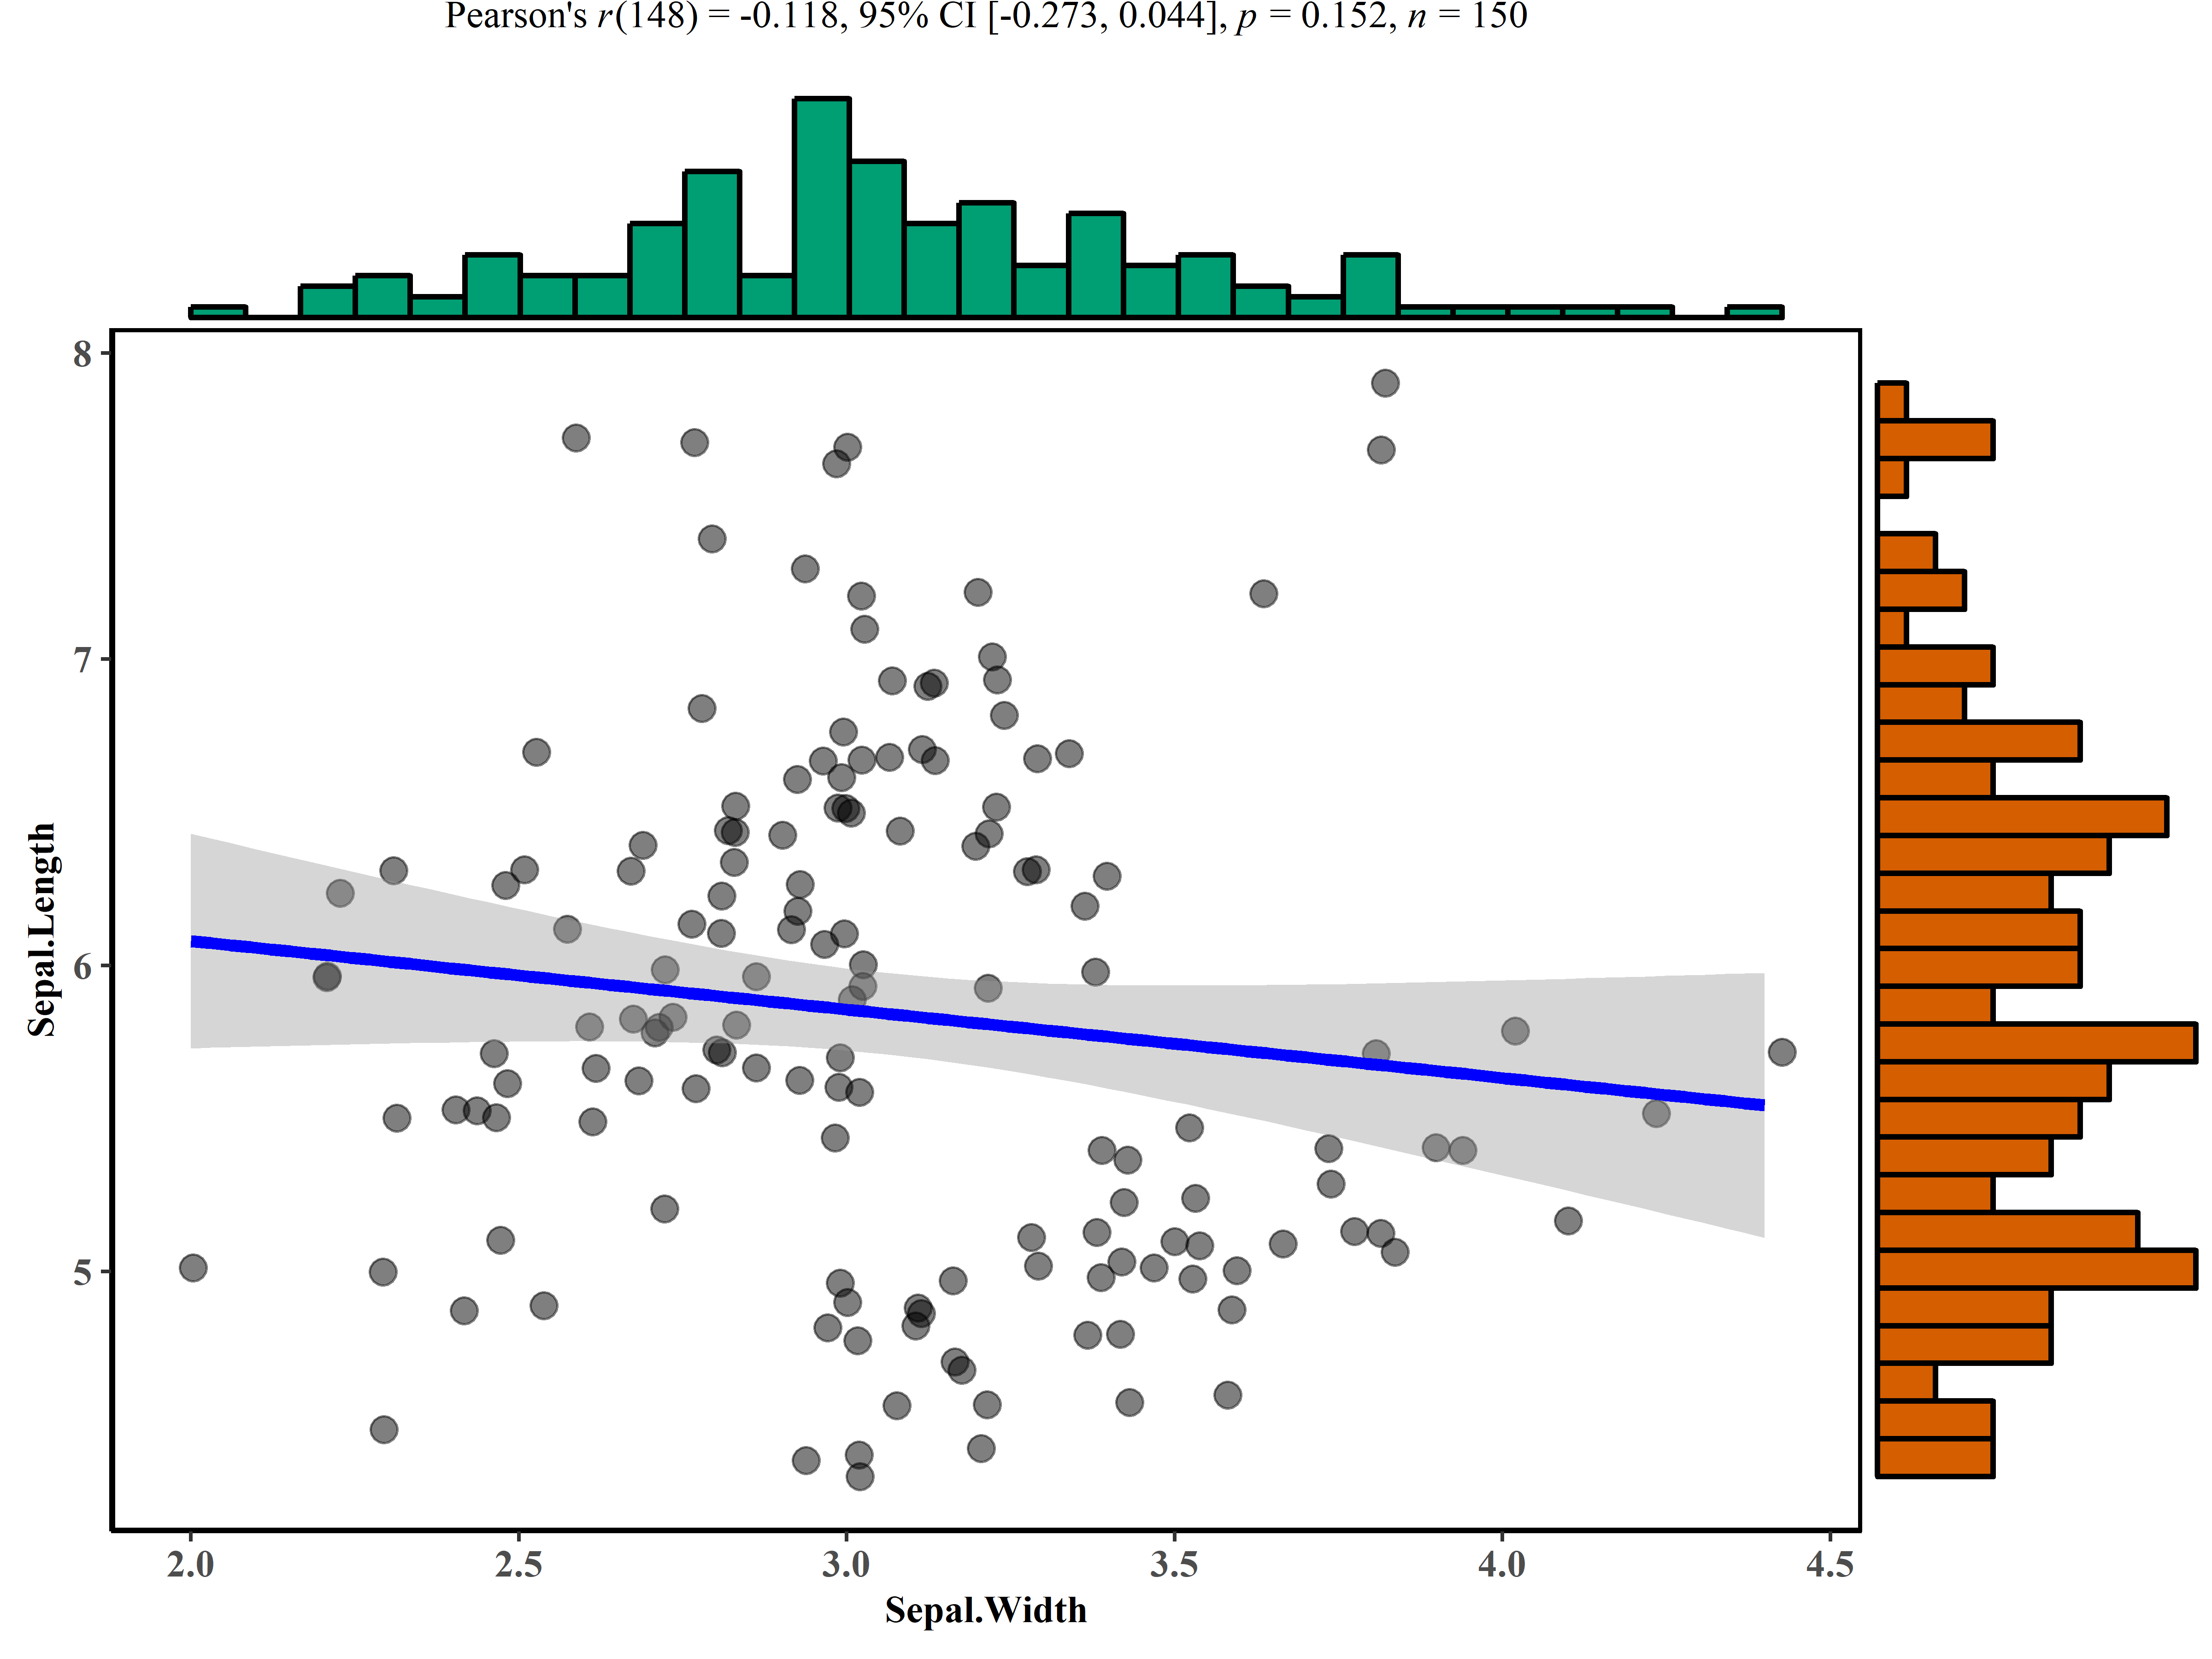 Pearson's r(148) = -0.118, 95% CI [-0.273, 0.044], p = 0.152, n = 150
8
7
6
5
Sepal.Length
2.0 2.5 3.0 3.5 4.0 4.5
Sepal.Width